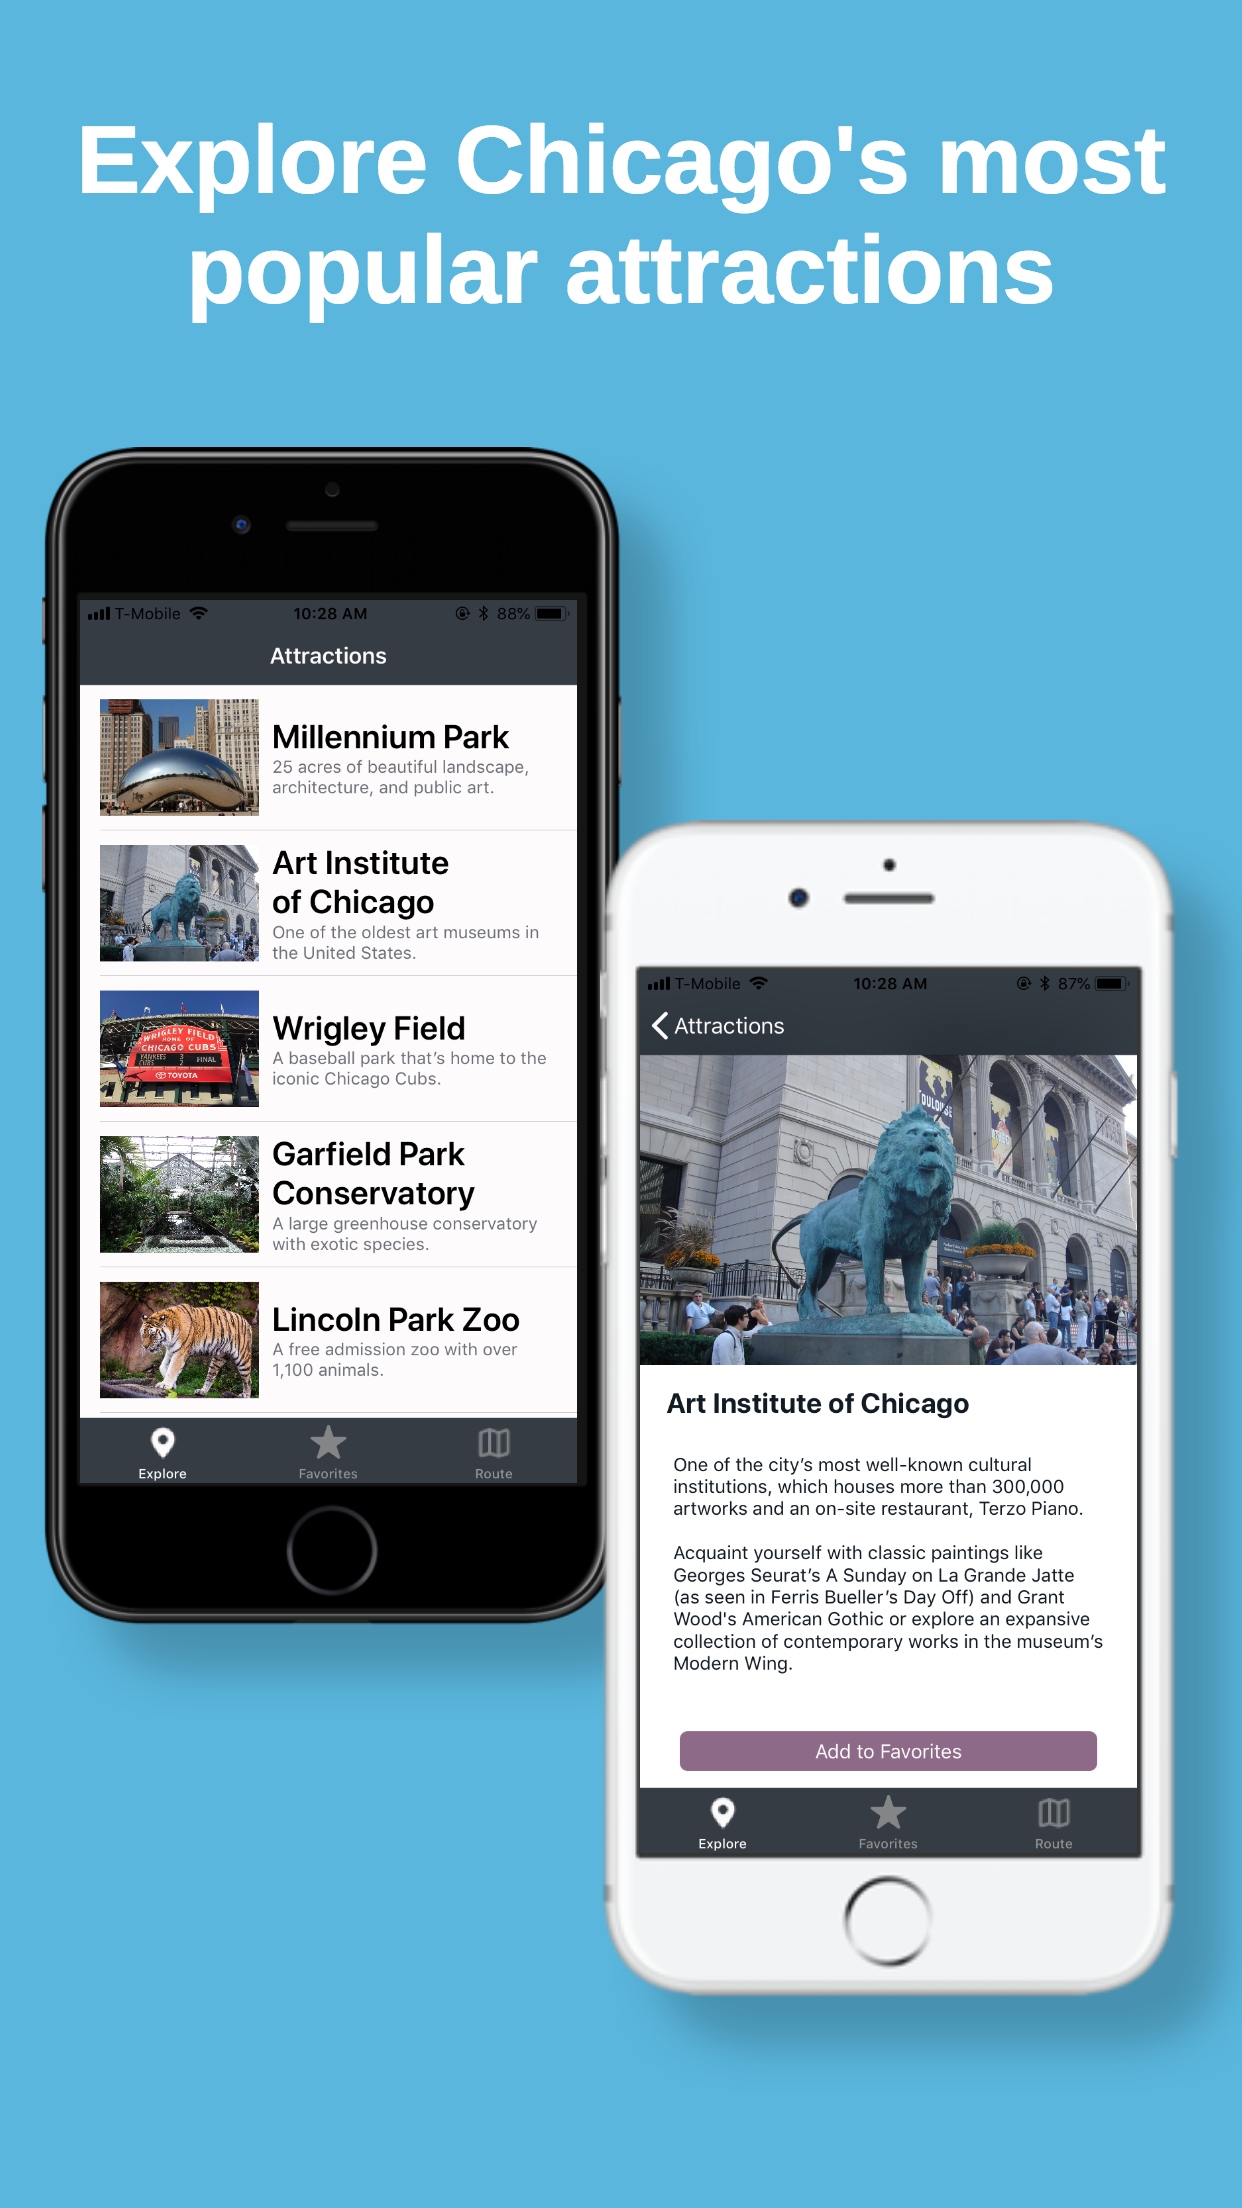 Explore Chicago's most
popular attractions
T-Mobile 10:28 AM 88%
Attractions
Millennium Park
25 acres of beautiful landscape,
architecture, and public art.
Art Institute
of Chicago
One of the oldest art museums in
the United States.
WRIGLEY FIELD
HOME OF
CHICAGO CUBS
YANKEES 3
CUBS FINAL
TOYOTA
Wrigley Field
A baseball park that's home to the
iconic Chicago Cubs.
Garfield Park
Conservatory
A large greenhouse conservatory
with exotic species.
Lincoln Park Zoo
A free admission zoo with over
1,100 animals.
Explore Favorites Route
T-Mobile 10:28 AM 87%
Attractions
Art Institute of Chicago
One of the city’s most well-known cultural
institutions, which houses more than 300,000
artworks and an on-site restaurant, Terzo Piano.
Acquaint yourself with classic paintings like
Georges Seurat’s A Sunday on La Grande Jatte
(as seen in Ferris Bueller’s Day Off) and Grant
Wood's American Gothic or explore an expansive
collection of contemporary works in the museum’s
Modern Wing.
Add to Favorites
Explore Favorites Route